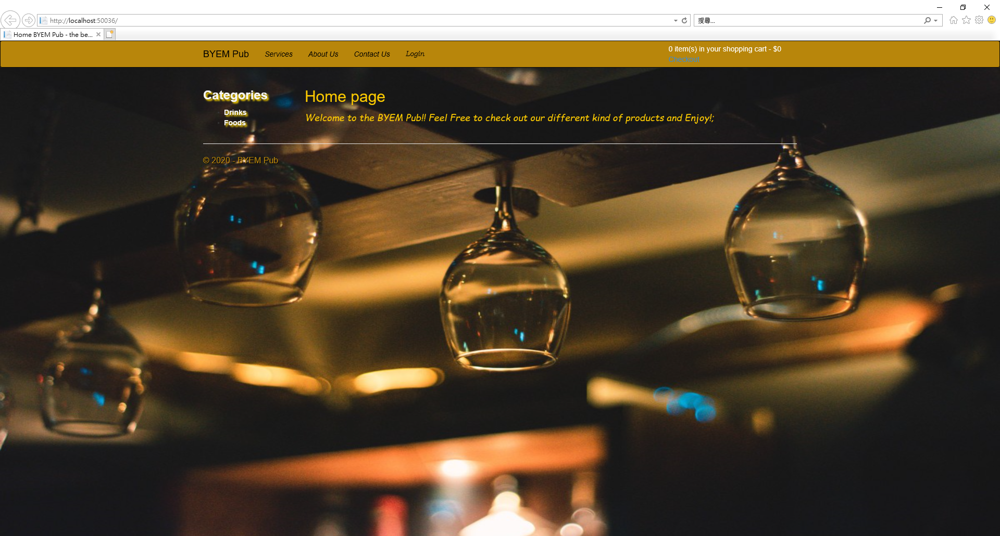 http://localhost:50036/
搜尋...
Home BYEM Pub - the be...
BYEM Pub
Services
About Us
Contact Us
Login
0 item(s) in your shopping cart - $0
Checkout
Categories
Drinks
Foods
Home page
Welcome to the BYEM Pub!! Feel Free to check out our different kind of products and Enjoy!;
© 2020 - BYEM Pub